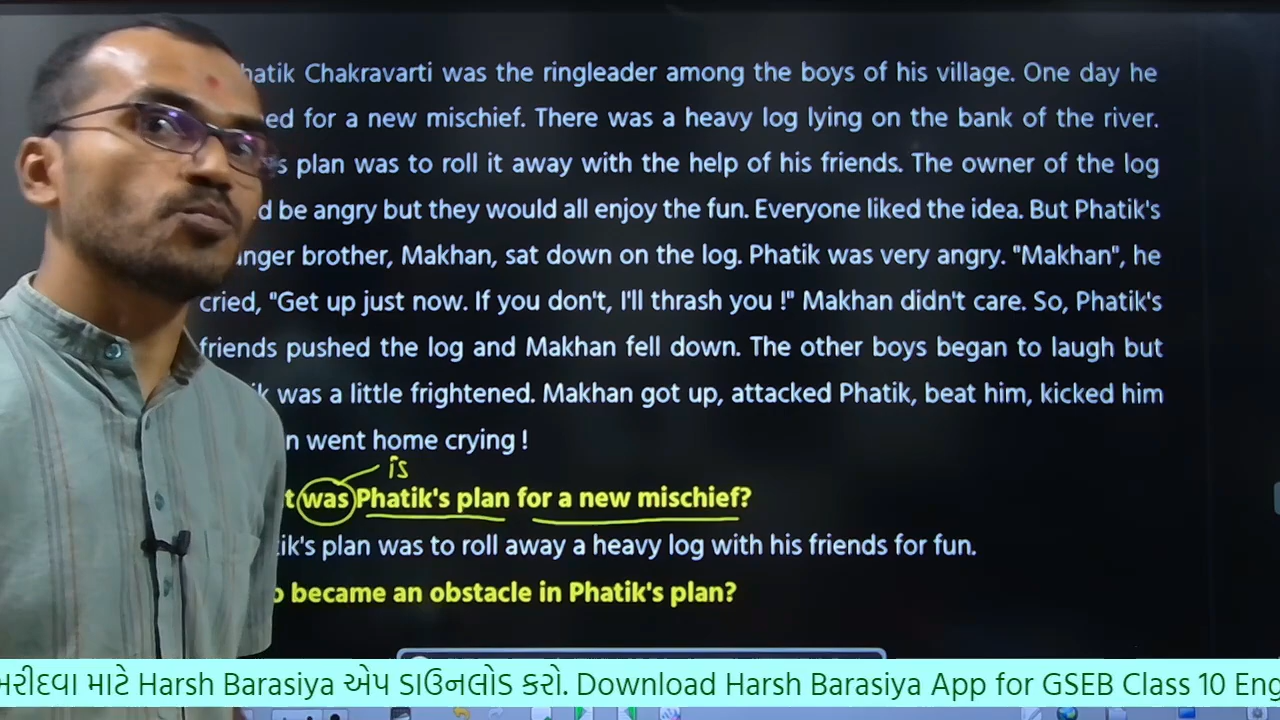 hatik Chakravarti was the ringleader among the boys of his village. One day he
ed for a new mischief. There was a heavy log lying on the bank of the river.
s plan was to roll it away with the help of his friends. The owner of the log
d be angry but they would all enjoy the fun. Everyone liked the idea. But Phatik's
nger brother, Makhan, sat down on the log. Phatik was very angry. "Makhan", he
cried, "Get up just now. If you don't, I'll thrash you !" Makhan didn't care. So, Phatik's
friends pushed the log and Makhan fell down. The other boys began to laugh but
k was a little frightened. Makhan got up, attacked Phatik, beat him, kicked him
n went home crying !
is
t was Phatik's plan for a new mischief?
ik's plan was to roll away a heavy log with his friends for fun.
o became an obstacle in Phatik's plan?
મરીદવા માટે Harsh Barasiya એપ ડાઉનલોડ કરો. Download Harsh Barasiya App for GSEB Class 10 Eng